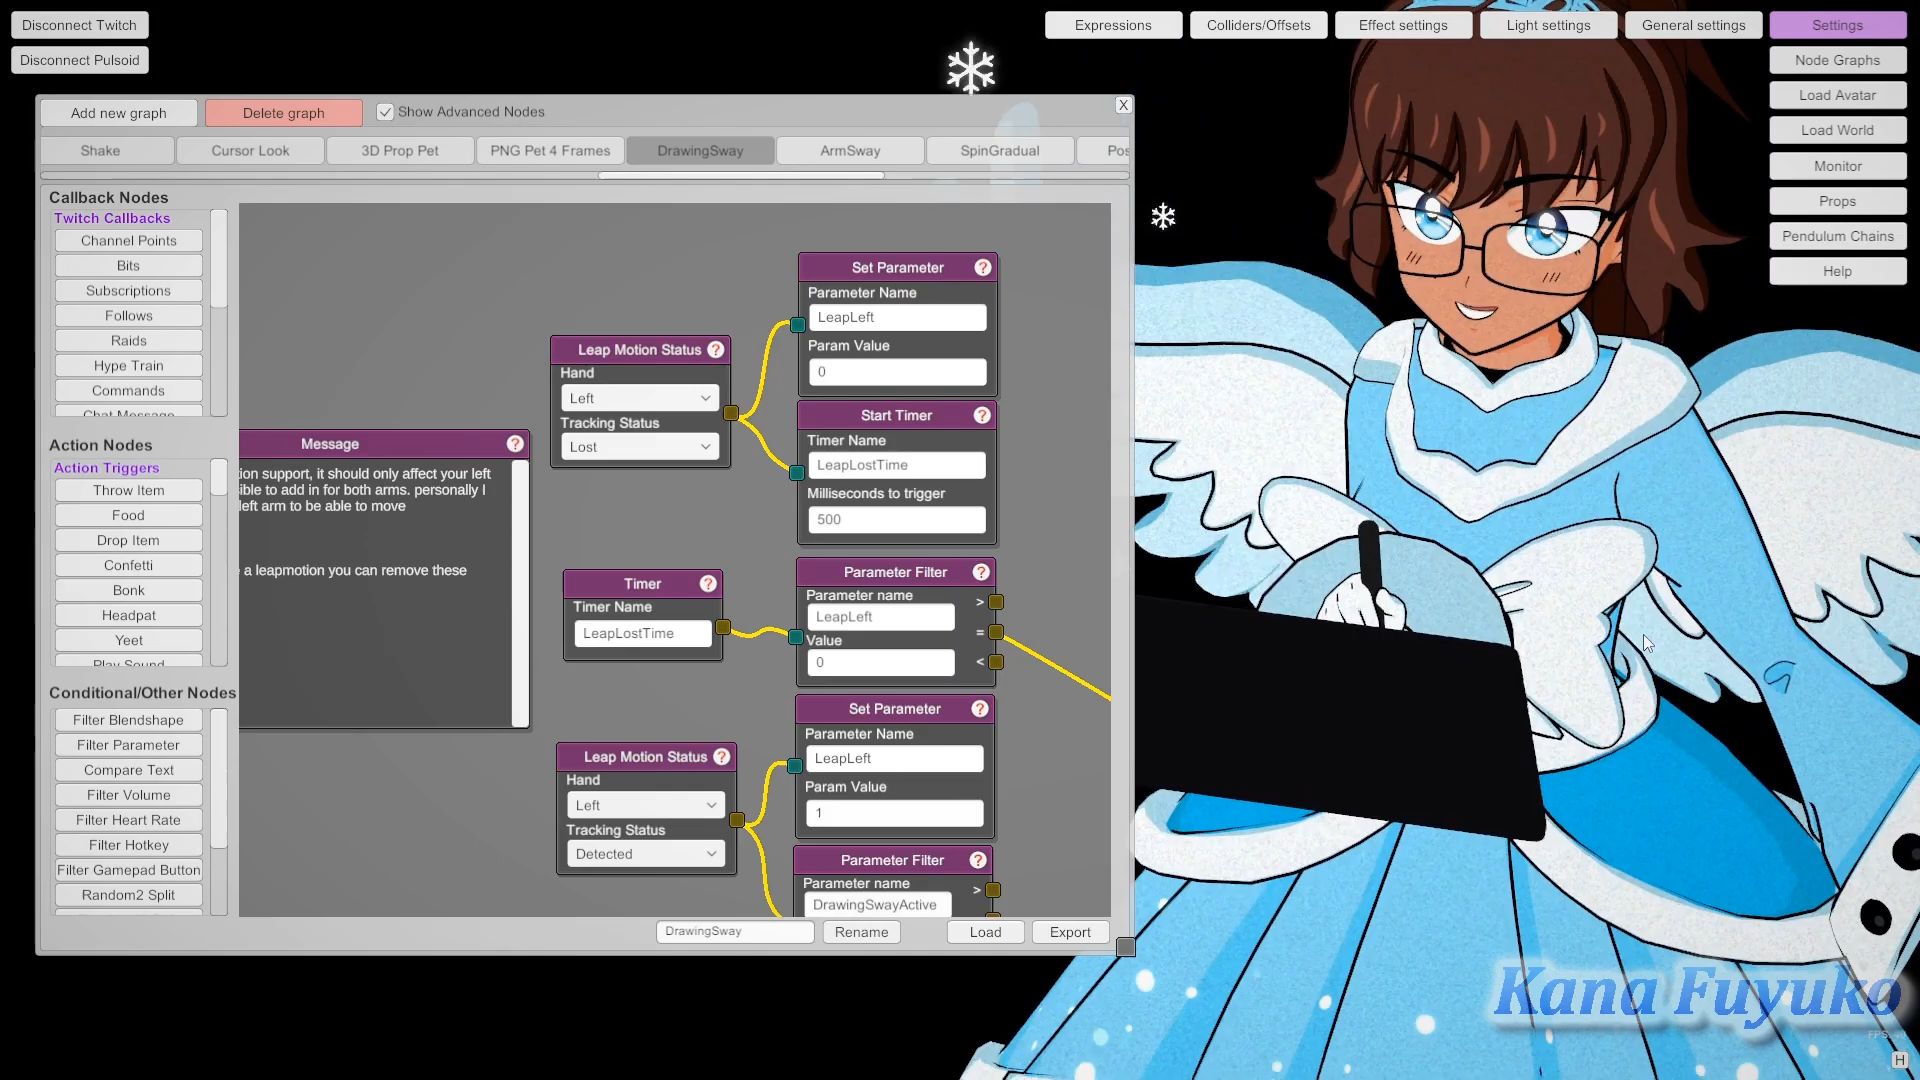 Disconnect Twitch
Disconnect Pulsoid
Expressions
Colliders/Offsets
Effect settings
Light settings
General settings
Settings
Node Graphs
Load Avatar
Load World
Monitor
Props
Pendulum Chains
Help
Add new graph
Delete graph
Show Advanced Nodes
X
Shake
Cursor Look
3D Prop Pet
PNG Pet 4 Frames
DrawingSway
ArmSway
SpinGradual
Pos
Callback Nodes
Twitch Callbacks
Channel Points
Bits
Subscriptions
Follows
Raids
Hype Train
Commands
Chat Message
Action Nodes
Action Triggers
Throw Item
Food
Drop Item
Confetti
Bonk
Headpat
Yeet
Play Sound
Conditional/Other Nodes
Filter Blendshape
Filter Parameter
Compare Text
Filter Volume
Filter Heart Rate
Filter Hotkey
Filter Gamepad Button
Random2 Split
Message ?
ion support, it should only affect your left
ible to add in for both arms. personally I
left arm to be able to move
e a leapmotion you can remove these
Leap Motion Status ?
Hand
Left
Tracking Status
Lost
Set Parameter ?
Parameter Name
LeapLeft
Param Value
0
Start Timer ?
Timer Name
LeapLostTime
Milliseconds to trigger
500
Timer ?
Timer Name
LeapLostTime
Parameter Filter ?
Parameter name >
LeapLeft
=
Value
0 <
Set Parameter ?
Parameter Name
LeapLeft
Param Value
1
Leap Motion Status ?
Hand
Left
Tracking Status
Detected
Parameter Filter ?
Parameter name >
DrawingSwayActive
DrawingSway
Rename
Load
Export
Kana Fuyuko
H